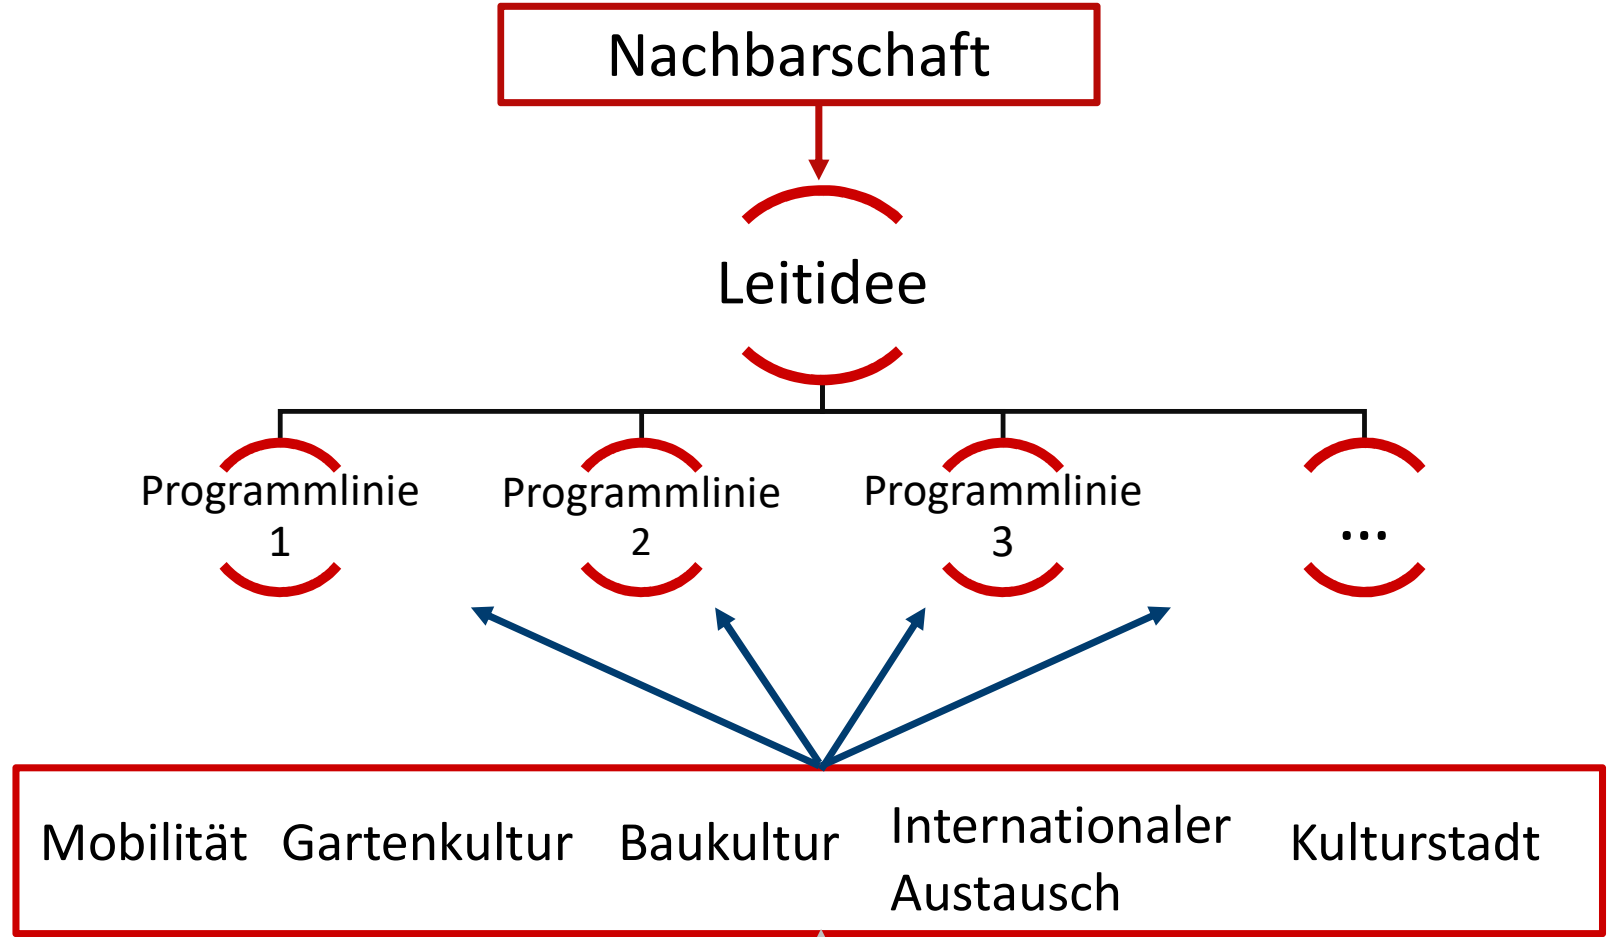 Nachbarschaft
Leitidee
Programmlinie
1
Programmlinie
2
Programmlinie
3
...
Mobilität
Gartenkultur
Baukultur
Internationaler
Austausch
Kulturstadt